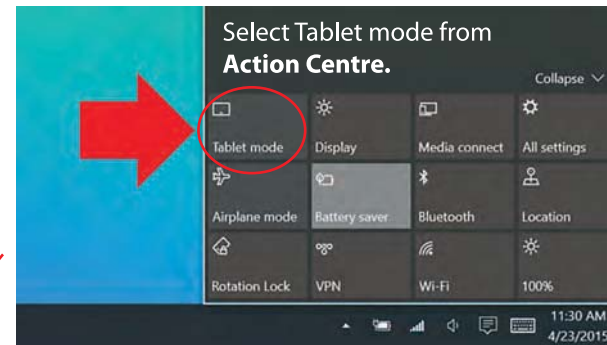 Select Tablet mode from
Action Centre.
Collapse
Tablet mode Display Media connect All settings
Airplane mode Battery saver Bluetooth Location
Rotation Lock VPN Wi-Fi 100%
11:30 AM
4/23/2015